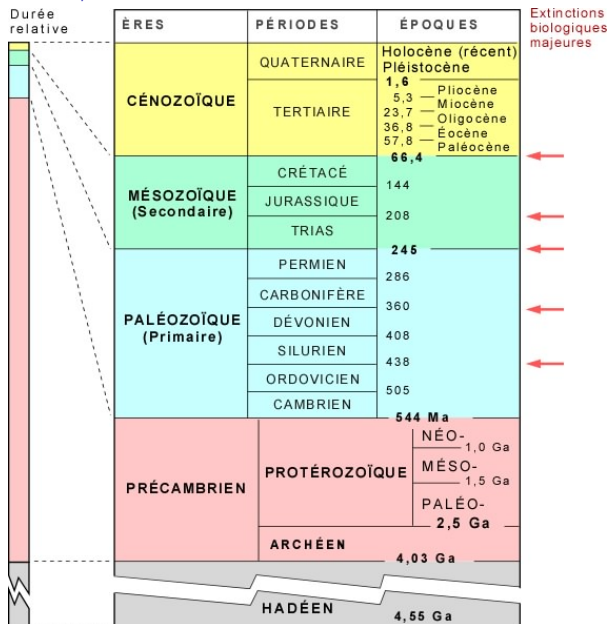 Durée
relative
ÈRES
PÉRIODES
ÉPOQUES
Extinctions
biologiques
majeures
CÉNOZOÏQUE
QUATERNAIRE
Holocène (récent)
Pléistocène
1,6
TERTIAIRE
Pliocène
5,3
Miocène
23,7
Oligocène
36,8
Éocène
57,8
Paléocène
66,4
MÉSOZOÏQUE
(Secondaire)
CRÉTACÉ
144
JURASSIQUE
208
TRIAS
245
PALÉOZOÏQUE
(Primaire)
PERMIEN
286
CARBONIFÈRE
360
DÉVONIEN
408
SILURIEN
438
ORDOVICIEN
505
CAMBRIEN
544 Ma
PRÉCAMBRIEN
PROTÉROZOÏQUE
NÉO-
1,0 Ga
MÉSO-
1,5 Ga
PALÉO-
2,5 Ga
ARCHÉEN
4,03 Ga
HADÉEN
4,55 Ga